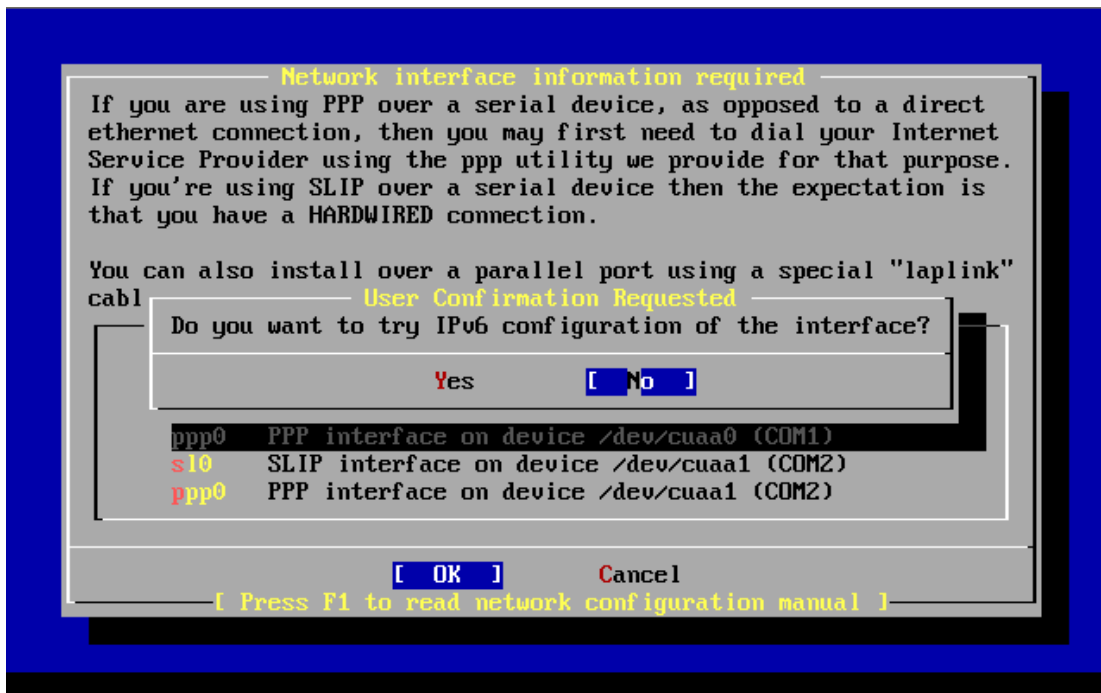 Network interface information required
If you are using PPP over a serial device, as opposed to a direct
ethernet connection, then you may first need to dial your Internet
Service Provider using the ppp utility we provide for that purpose.
If you're using SLIP over a serial device then the expectation is
that you have a HARDWIRED connection.
You can also install over a parallel port using a special "laplink"
cabl
User Confirmation Requested
Do you want to try IPv6 configuration of the interface?
Yes [ No ]
ppp0 PPP interface on device /dev/cuaa0 (COM1)
sl0 SLIP interface on device /dev/cuaa1 (COM2)
ppp0 PPP interface on device /dev/cuaa1 (COM2)
[ OK ] Cancel
[ Press F1 to read network configuration manual ]